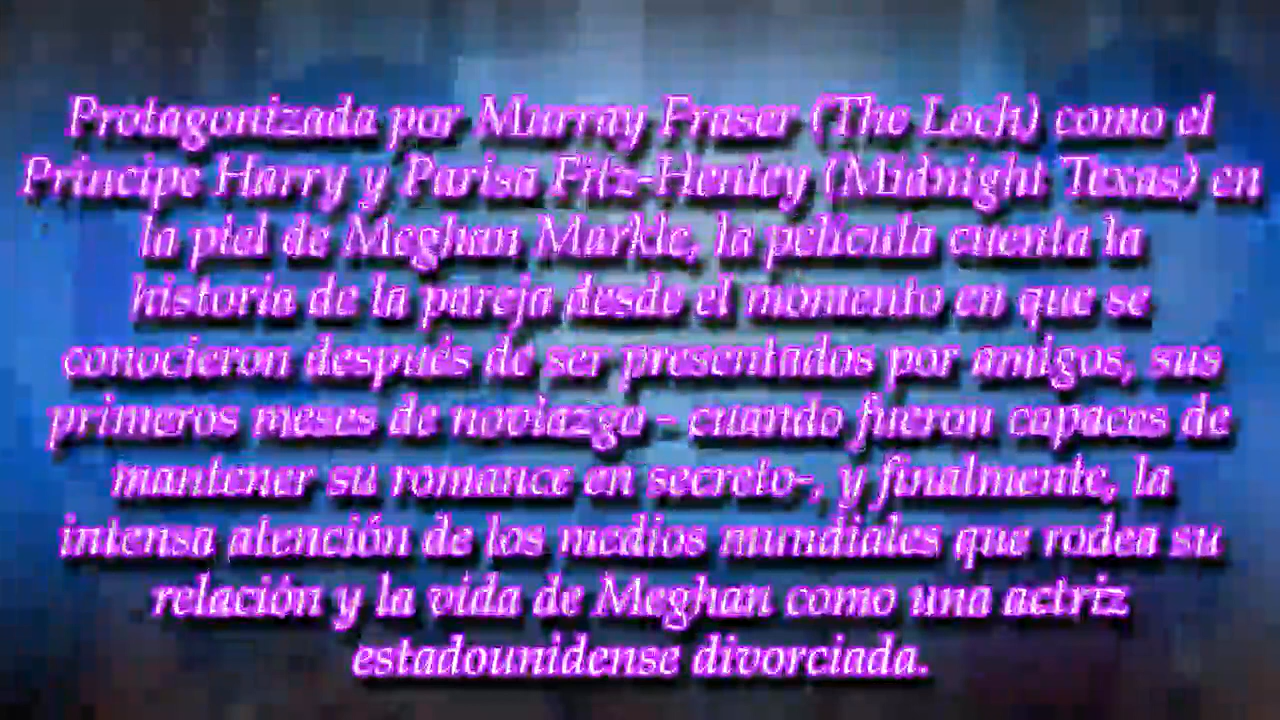 Protagonizada por Murray Fraser (The Loch) como el
Principe Harry y Parisa Fitz-Henley (Midnight Texas) en
la piel de Meghan Markle, la película cuenta la
historia de la pareja desde el momento en que se
conocieron después de ser presentados por amigos, sus
primeros meses de noviazgo - cuando fueron capaces de
mantener su romance en secreto-, y finalmente, la
intensa atención de los medios mundiales que rodea su
relación y la vida de Meghan como una actriz
estadounidense divorciada.